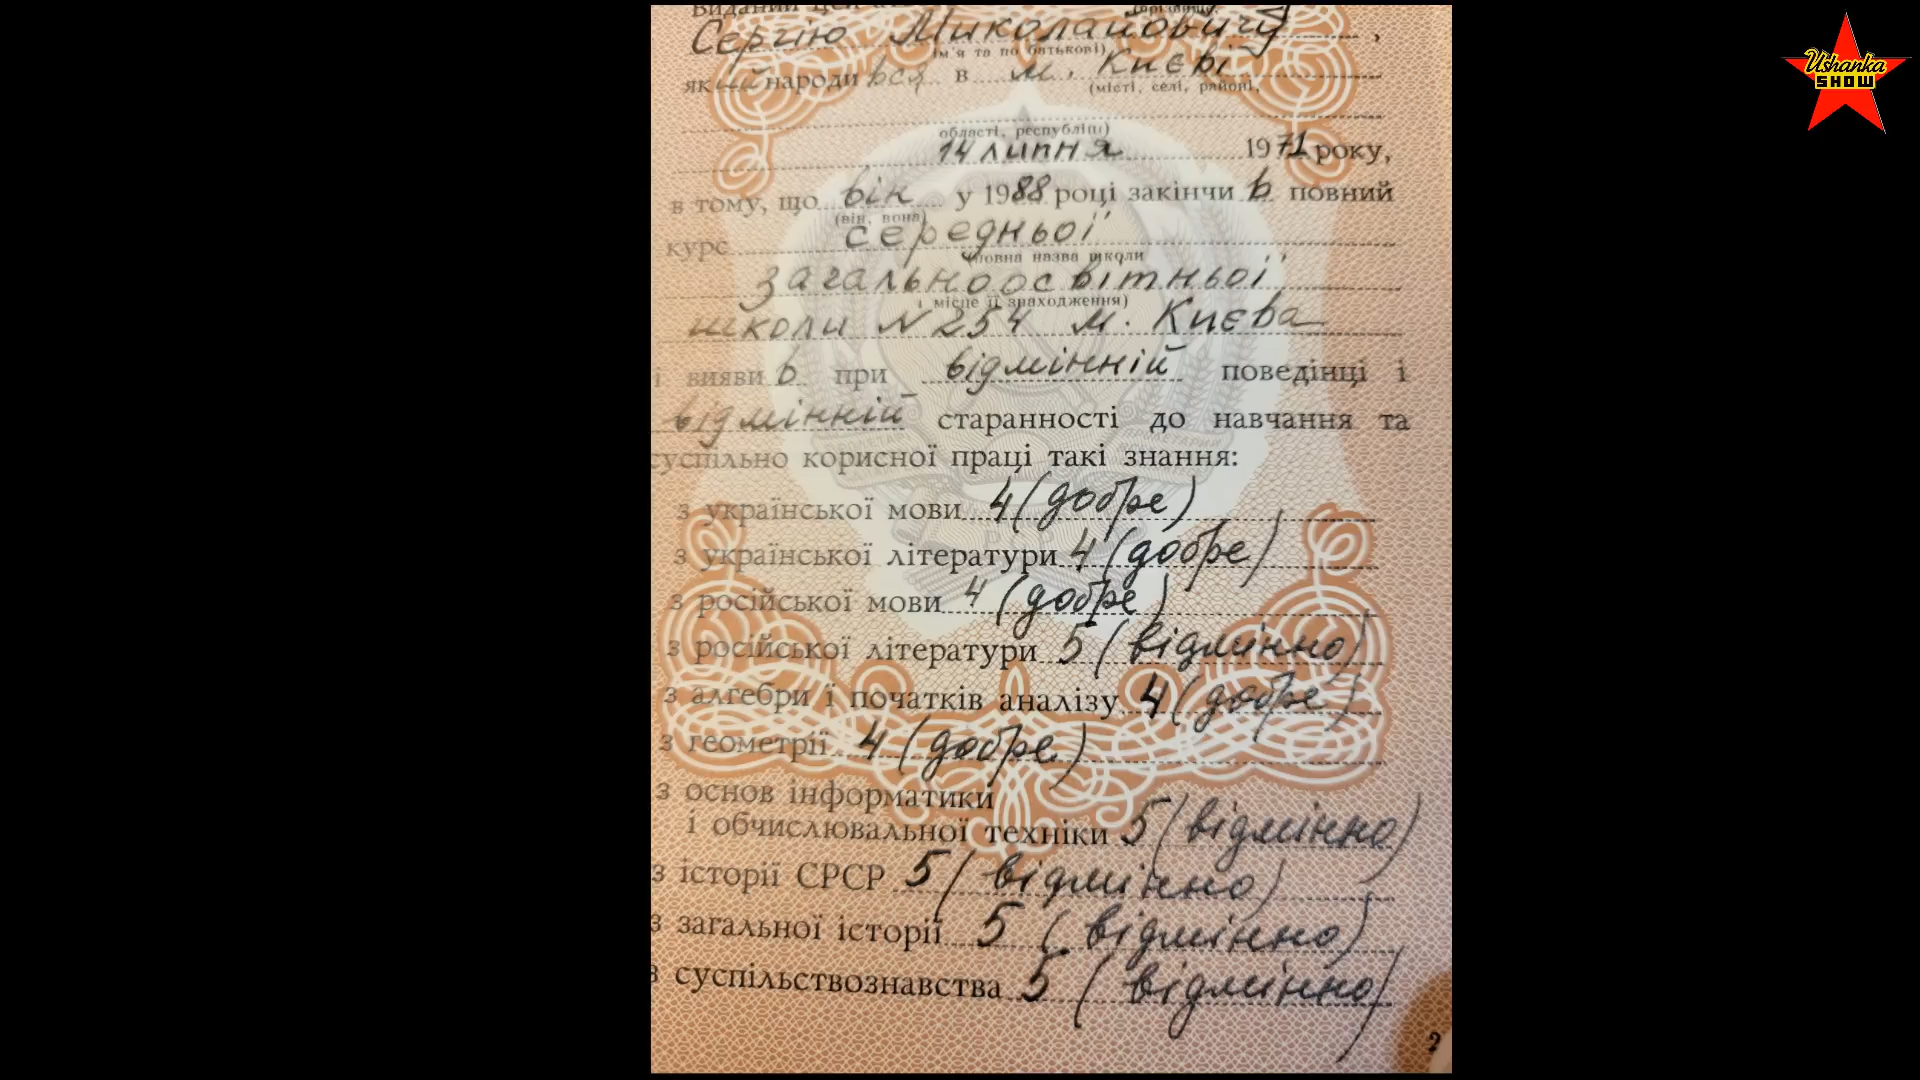 Виданий цей
(прізвище,
Сергію Миколайовичу,
ім'я та по батькові)
який народився в м. Києві
(місті, селі, районі,
області, республіці)
14 липня 1971 року,
в тому, що він у 1988 році закінчив повний
(він, вона)
курс середньої
(повна назва школи
загальноосвітньої
і місце її знаходження)
школи N 254 м. Києва
і виявив при відмінній поведінці і
відмінній старанності до навчання та
суспільно корисної праці такі знання:
з української мови 4 (добре)
з української літератури 4 (добре)
з російської мови 4 (добре)
з російської літератури 5 (відмінно)
з алгебри і початків аналізу 4 (добре)
з геометрії 4 (добре)
з основ інформатики
і обчислювальної техніки 5 (відмінно)
з історії СРСР 5 (відмінно)
з загальної історії 5 (відмінно)
з суспільствознавства 5 (відмінно)
2
Ushanka
SHOW